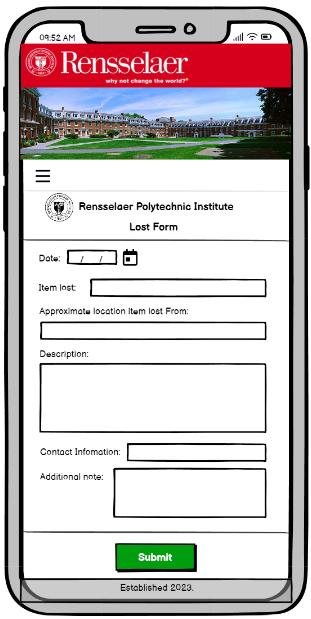 09:52 AM
Rensselaer
why not change the world?®
Rensselaer Polytechnic Institute
Lost Form
Date: / /
Item lost:
Approximate location item lost From:
Description:
Contact Infomation:
Additional note:
Submit
Established 2023.